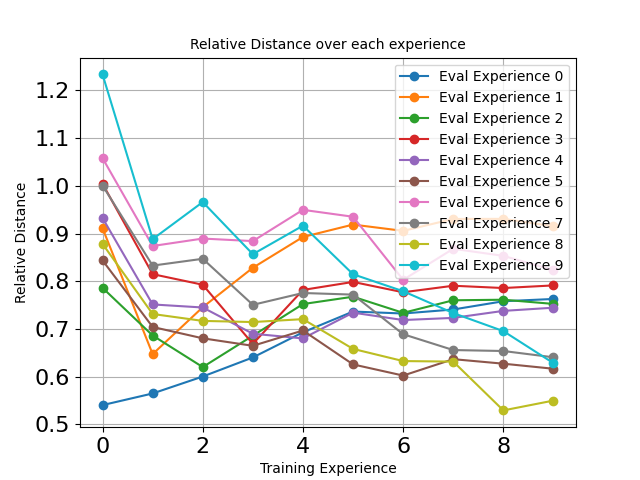 Relative Distance over each experience
Relative Distance
1.2
1.1
1.0
0.9
0.8
0.7
0.6
0.5
Eval Experience 0
Eval Experience 1
Eval Experience 2
Eval Experience 3
Eval Experience 4
Eval Experience 5
Eval Experience 6
Eval Experience 7
Eval Experience 8
Eval Experience 9
0 2 4 6 8
Training Experience